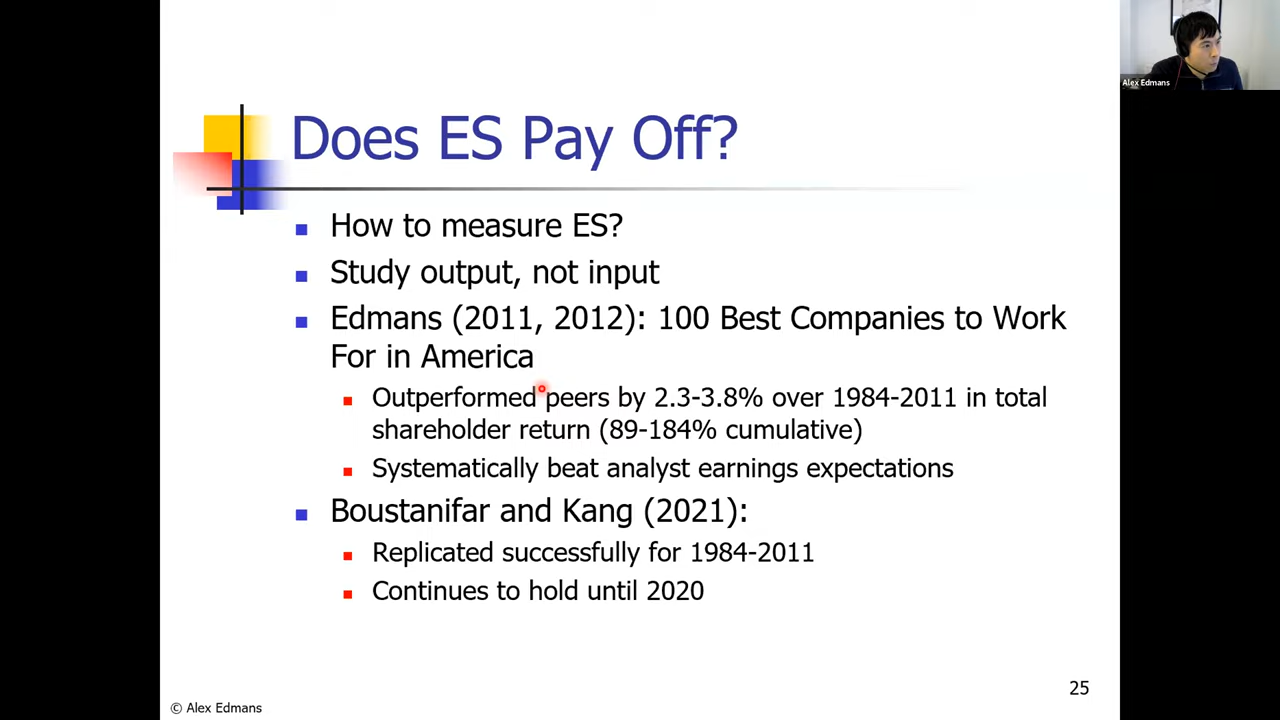 Alex Edmans
Does ES Pay Off?
How to measure ES?
Study output, not input
Edmans (2011, 2012): 100 Best Companies to Work
For in America
Outperformed peers by 2.3-3.8% over 1984-2011 in total
shareholder return (89-184% cumulative)
Systematically beat analyst earnings expectations
Boustanifar and Kang (2021):
Replicated successfully for 1984-2011
Continues to hold until 2020
25
© Alex Edmans